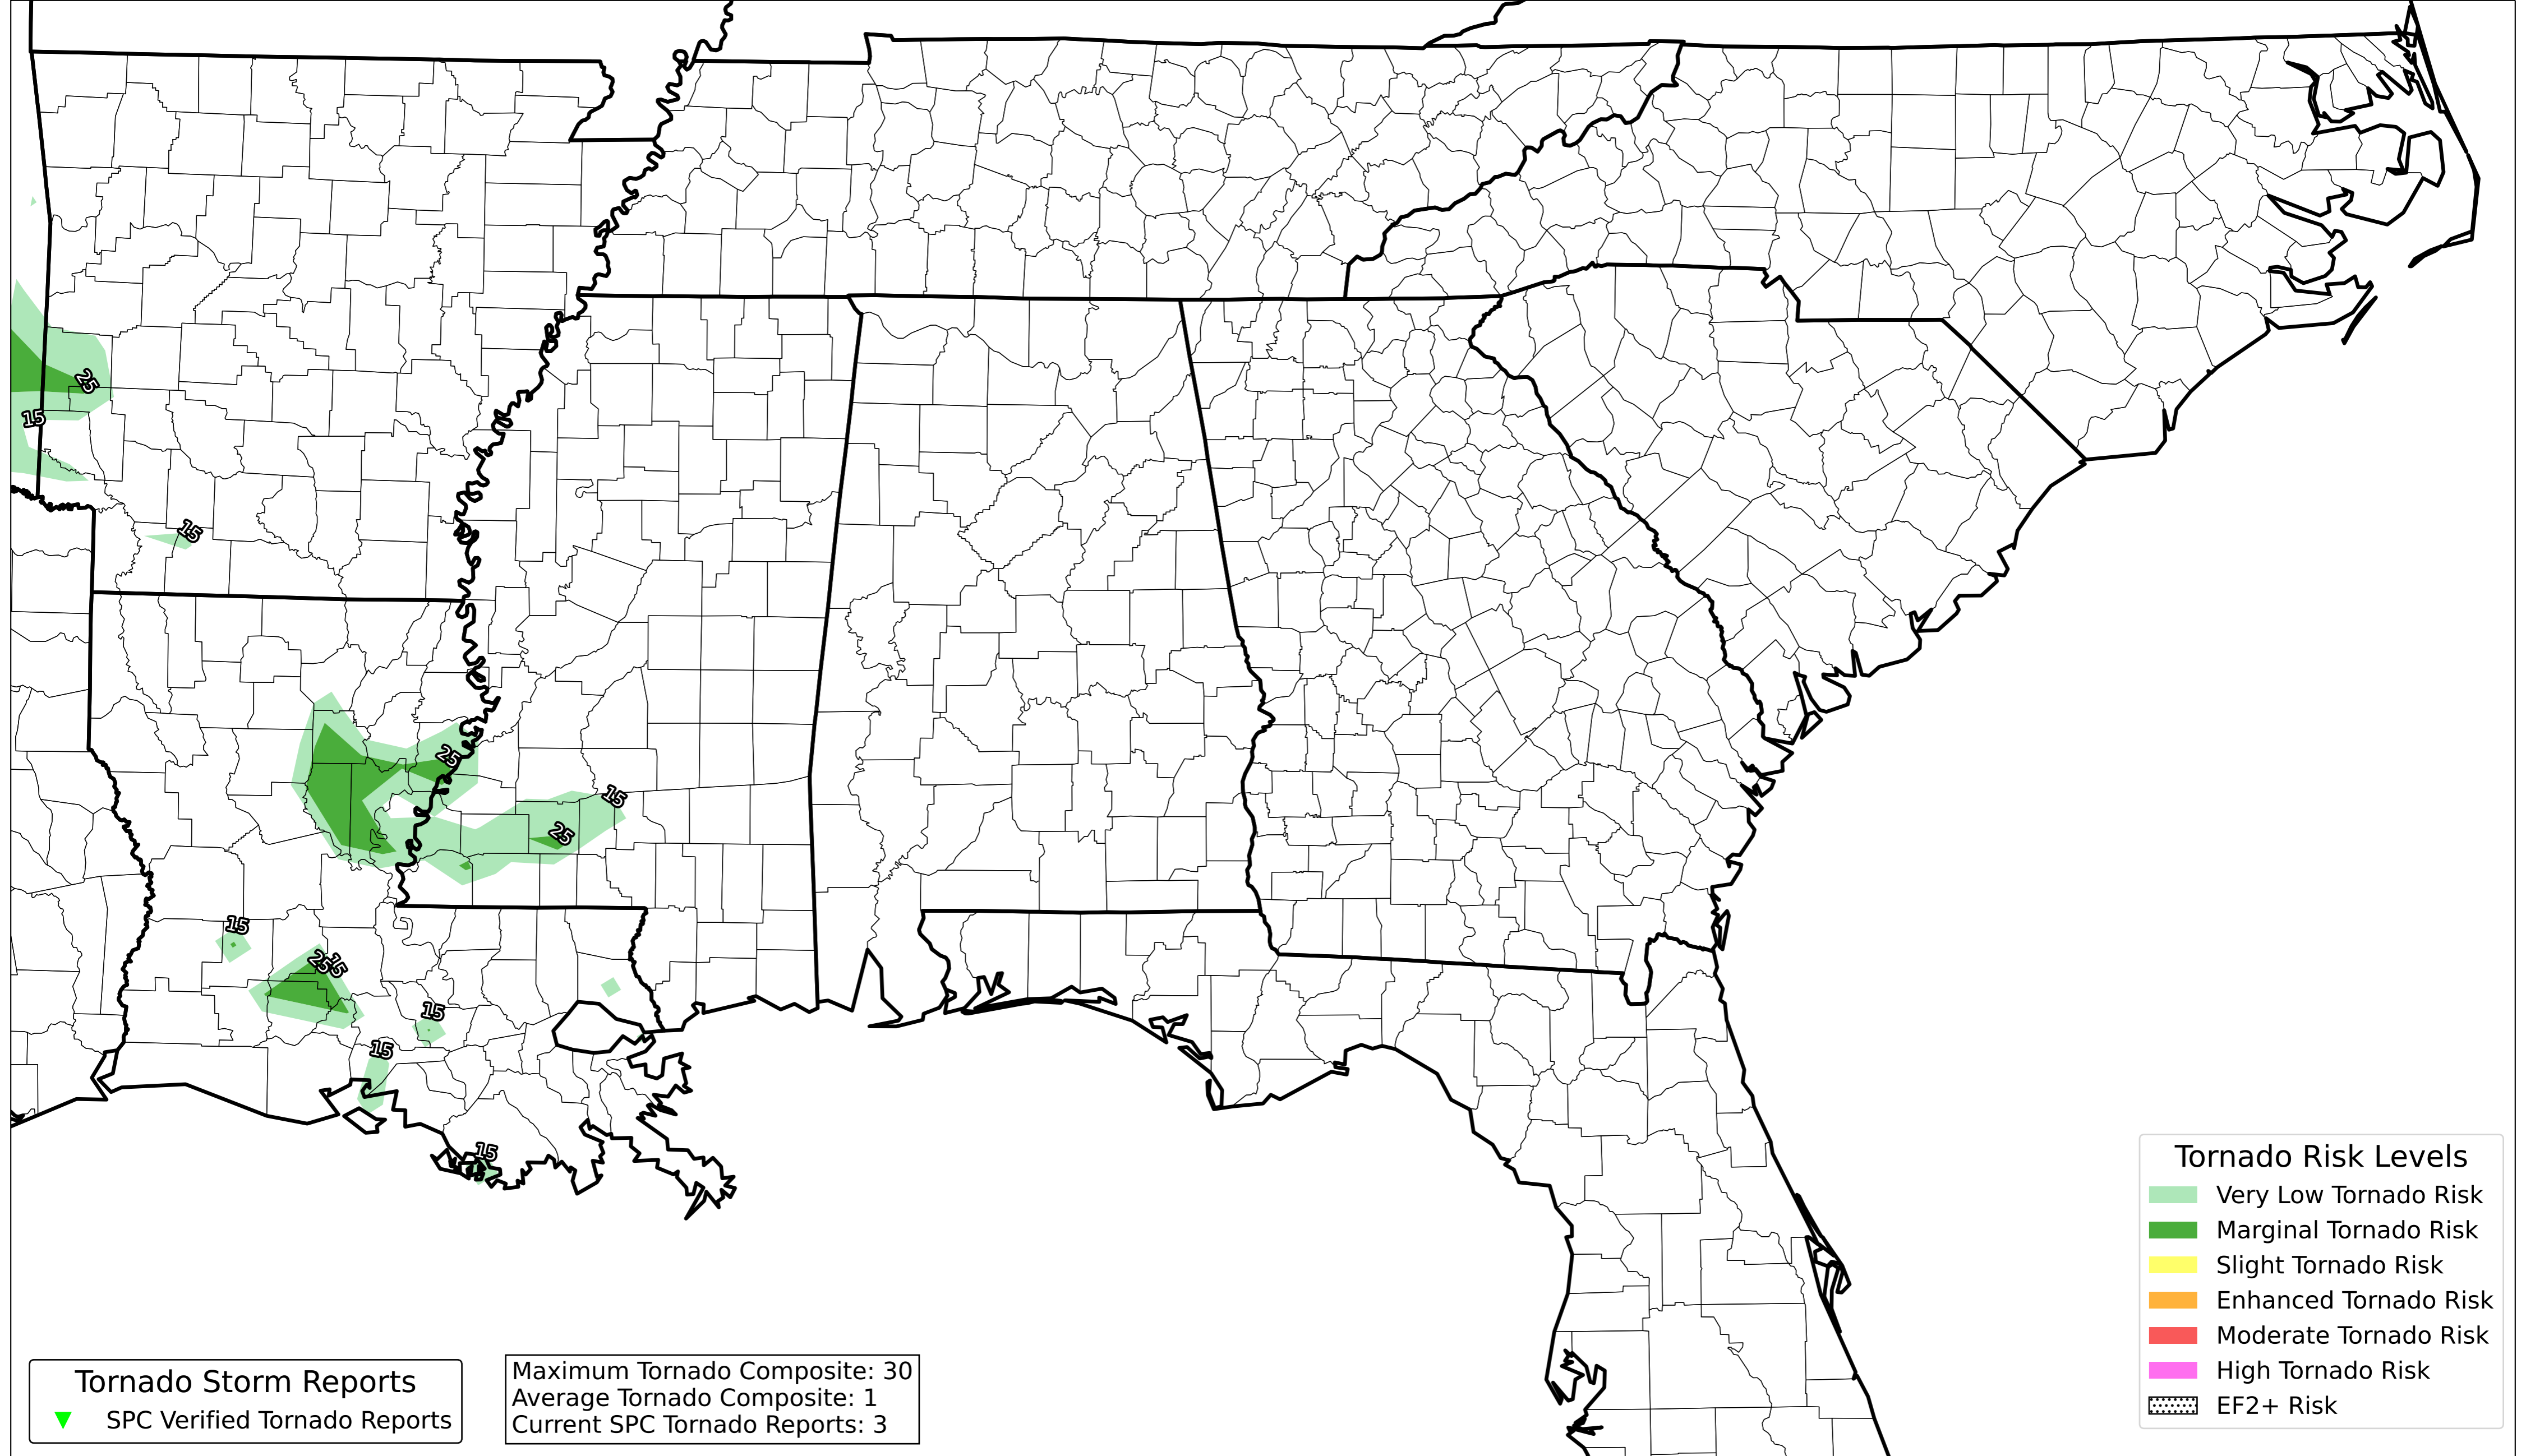 25
15
15
25
15
25
15
25
15
15
15
15
Tornado Storm Reports
SPC Verified Tornado Reports
Maximum Tornado Composite: 30
Average Tornado Composite: 1
Current SPC Tornado Reports: 3
Tornado Risk Levels
Very Low Tornado Risk
Marginal Tornado Risk
Slight Tornado Risk
Enhanced Tornado Risk
Moderate Tornado Risk
High Tornado Risk
EF2+ Risk